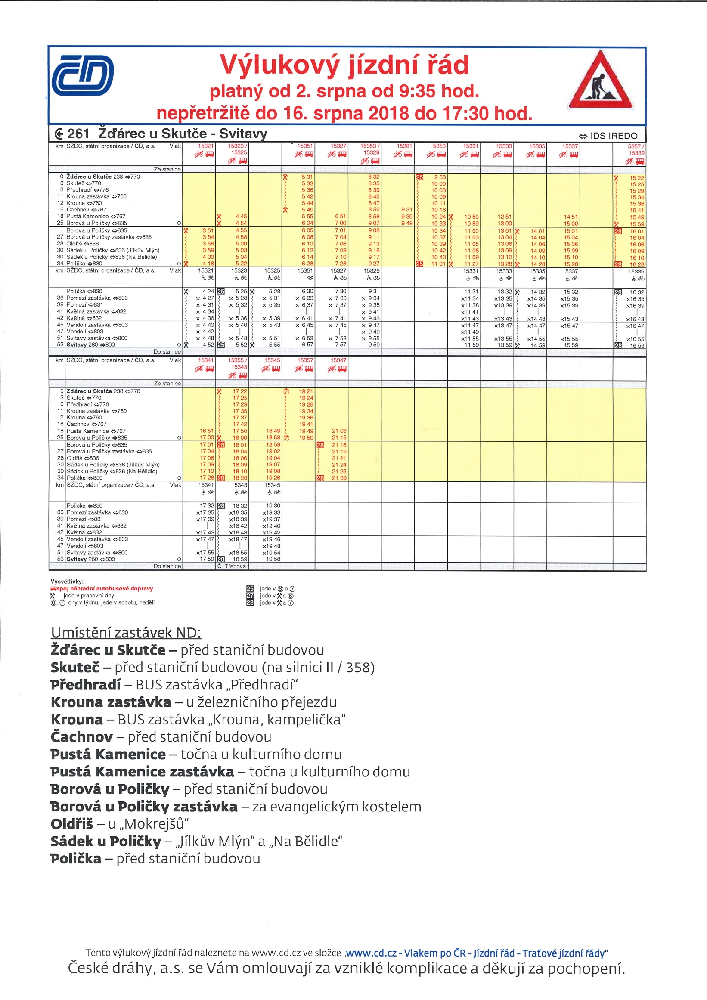 ČD
Výlukový jízdní řád
platný od 2. srpna od 9:35 hod.
nepřetržitě do 16. srpna 2018 do 17:30 hod.
261 Žďárec u Skutče - Svitavy ⇔ IDS IREDO
km SŽDC, státní organizace / ČD, a.s. Vlak 15321 15323 / 15351 15327 15353 / 15381 5353 15331 15333 15335 15337 5357 /
15325 15329 15339
Ze stanice
0 Žďárec u Skutče 238 ⇔770 5 31 8 32 25 9 58 15 22
3 Skuteč ⇔770 5 33 8 35 10 00 15 25
6 Předhradí ⇔776 5 36 8 39 10 03 15 29
11 Krouna zastávka ⇔760 5 42 8 45 10 09 15 34
12 Krouna ⇔760 5 44 8 47 10 11 15 36
16 Čachnov ⇔767 5 49 8 52 9 31 10 16 15 41
18 Pustá Kamenice ⇔767 4 45 5 55 6 51 8 58 9 39 10 24 10 50 12 51 14 51 15 49
25 Borová u Poličky ⇔835 O 4 54 6 04 7 00 9 07 9 49 10 33 10 59 13 00 15 00 15 59
Borová u Poličky ⇔835 3 51 4 55 6 05 7 01 9 08 10 34 11 00 13 01 14 01 15 01 28 16 01
27 Borová u Poličky zastávka ⇔835 3 54 4 58 6 08 7 04 9 11 10 37 11 03 13 04 14 04 15 04 16 04
28 Oldřiš ⇔836 3 56 5 00 6 10 7 06 9 13 10 39 11 05 13 06 14 06 15 06 16 06
30 Sádek u Poličky ⇔836 (Jílkův Mlýn) 3 59 5 03 6 13 7 09 9 16 10 42 11 08 13 09 14 09 15 09 16 09
30 Sádek u Poličky ⇔836 (Na Bělidle) 4 00 5 04 6 14 7 10 9 17 10 43 11 09 13 10 14 10 15 10 16 10
34 Polička ⇔830 O 4 18 5 22 6 28 7 28 9 27 25 11 01 11 27 13 28 14 28 15 28 28 16 28
km SŽDC, státní organizace / ČD, a.s. Vlak 15321 15323 15325 15351 15327 15329 15331 15333 15335 15337 15339
Polička ⇔830 4 24 25 5 25 5 28 6 30 7 30 9 31 11 31 13 32 14 32 15 32 28 16 32
36 Pomezí zastávka ⇔830 x 4 27 x 5 28 x 5 31 x 6 33 x 7 33 x 9 34 x11 34 x13 35 x14 35 x15 35 x16 35
39 Pomezí ⇔831 x 4 31 x 5 32 x 5 35 x 6 37 x 7 37 x 9 38 x11 38 x13 39 x14 39 x15 39 x16 39
41 Květná zastávka ⇔832 x 4 34 | | | | x 9 41 x11 41 | | | |
42 Květná ⇔832 x 4 36 x 5 36 x 5 39 x 6 41 x 7 41 x 9 43 x11 43 x13 43 x14 43 x15 43 x16 43
45 Vendolí zastávka ⇔803 x 4 40 x 5 40 x 5 43 x 6 45 x 7 45 x 9 47 x11 47 x13 47 x14 47 x15 47 x16 47
47 Vendolí ⇔803 x 4 42 | | | | x 9 49 x11 49 | | | |
51 Svitavy zastávka ⇔800 x 4 48 x 5 48 x 5 51 x 6 53 x 7 53 x 9 55 x11 55 x13 55 x14 55 x15 55 x16 55
53 Svitavy 260 ⇔800 O 4 52 25 5 52 5 55 6 57 7 57 9 59 11 59 13 59 14 59 15 59 28 16 59
Do stanice
km SŽDC, státní organizace / ČD, a.s. Vlak 15341 15355 / 15345 15357 15347
15343
Ze stanice
0 Žďárec u Skutče 238 ⇔770 17 22 ⑦ 19 21
3 Skuteč ⇔770 17 25 19 24
6 Předhradí ⇔776 17 29 19 28
11 Krouna zastávka ⇔760 17 35 19 34
12 Krouna ⇔760 17 37 19 36
16 Čachnov ⇔767 17 42 19 41
18 Pustá Kamenice ⇔767 16 51 17 50 18 49 19 49 21 06
25 Borová u Poličky ⇔835 O 17 00 18 00 18 58 ⑦ 19 59 21 15
Borová u Poličky ⇔835 17 01 28 18 01 18 59 28 21 16
27 Borová u Poličky zastávka ⇔835 17 04 18 04 19 02 21 19
28 Oldřiš ⇔836 17 06 18 06 19 04 21 21
30 Sádek u Poličky ⇔836 (Jílkův Mlýn) 17 09 18 09 19 07 21 24
30 Sádek u Poličky ⇔836 (Na Bělidle) 17 10 18 10 19 08 21 25
34 Polička ⇔830 O 17 28 28 18 28 19 26 28 21 39
km SŽDC, státní organizace / ČD, a.s. Vlak 15341 15343 15345
Polička ⇔830 17 32 28 18 32 19 30
36 Pomezí zastávka ⇔830 x17 35 x18 35 x19 33
39 Pomezí ⇔831 x17 39 x18 39 x19 37
41 Květná zastávka ⇔832 | x18 42 x19 40
42 Květná ⇔832 x17 43 x18 43 x19 42
45 Vendolí zastávka ⇔803 x17 47 x18 47 x19 46
47 Vendolí ⇔803 | | x19 48
51 Svitavy zastávka ⇔800 x17 55 x18 55 x19 54
53 Svitavy 260 ⇔800 O 17 59 28 18 59 19 58
Do stanice Č. Třebová
Vysvětlivky:
spoj náhradní autobusové dopravy 25 jede v ⑥ a ⑦
jede v pracovní dny 27 jede v ⚒ a ⑥
⑥, ⑦ dny v týdnu, jede v sobotu, neděli 28 jede v ⚒ a ⑦
Umístění zastávek ND:
Žďárec u Skutče – před staniční budovou
Skuteč – před staniční budovou (na silnici II / 358)
Předhradí – BUS zastávka „Předhradí“
Krouna zastávka – u železničního přejezdu
Krouna – BUS zastávka „Krouna, kampelička”
Čachnov – před staniční budovou
Pustá Kamenice – točna u kulturního domu
Pustá Kamenice zastávka – točna u kulturního domu
Borová u Poličky – před staniční budovou
Borová u Poličky zastávka – za evangelickým kostelem
Oldřiš – u „Mokrejšů“
Sádek u Poličky – „Jílkův Mlýn“ a „Na Bělidle“
Polička – před staniční budovou
Tento výlukový jízdní řád naleznete na www.cd.cz ve složce „www.cd.cz - Vlakem po ČR - Jízdní řád - Traťové jízdní řády“
České dráhy, a.s. se Vám omlouvají za vzniklé komplikace a děkují za pochopení.